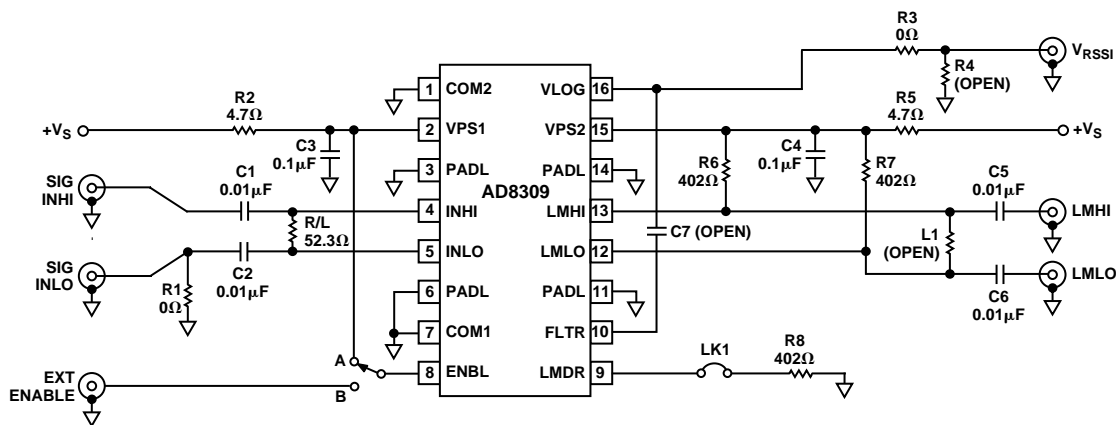 R3
0Ω
VRSSI
R4
(OPEN)
1 COM2
VLOG 16
R2
4.7Ω
R5
4.7Ω
+VS
2 VPS1
VPS2 15
+VS
C3
0.1µF
R6
402Ω
C4
0.1µF
R7
402Ω
3 PADL
PADL 14
AD8309
SIG
INHI
C1
0.01µF
C5
0.01µF
4 INHI
LMHI 13
LMHI
R/L
52.3Ω
C7 (OPEN)
L1
(OPEN)
5 INLO
LMLO 12
SIG
INLO
C2
0.01µF
LMLO
R1
0Ω
6 PADL
PADL 11
C6
0.01µF
7 COM1
FLTR 10
A
LK1
R8
402Ω
8 ENBL
LMDR 9
EXT
ENABLE
B